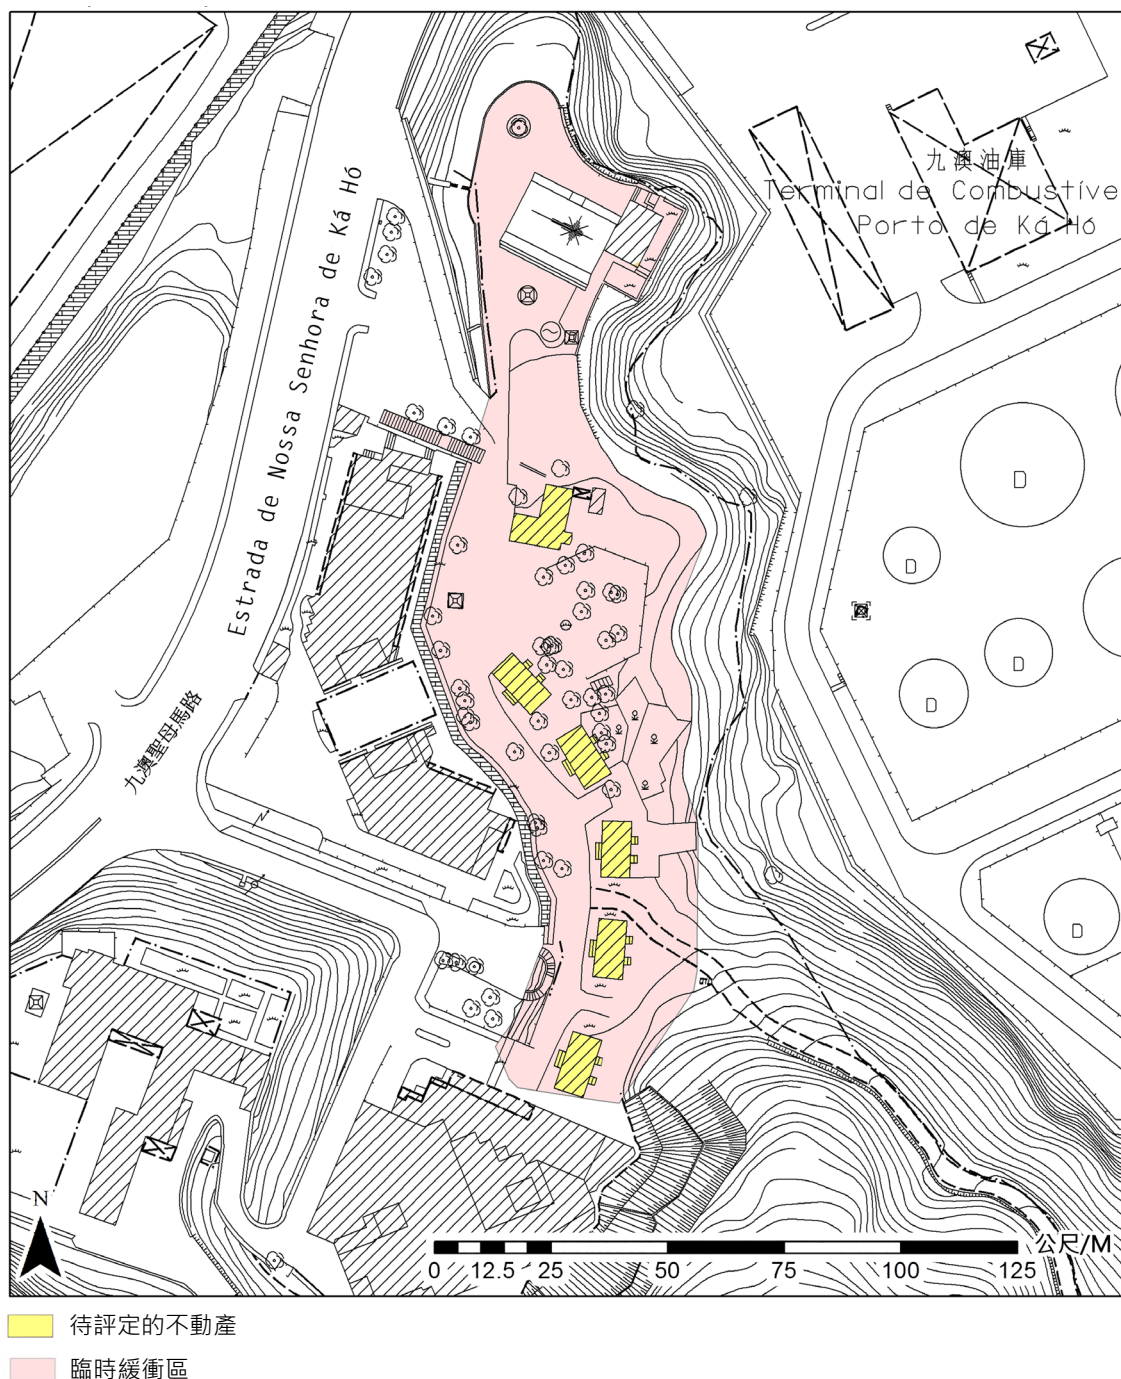 九澳油庫
Terminal de Combustíve
Porto de Ká Hó
Estrada de Nossa Senhora de Ká Hó
九澳聖母馬路
D
D
D
D
D
N
公尺/M
0 12.5 25 50 75 100 125
待評定的不動產
臨時緩衝區